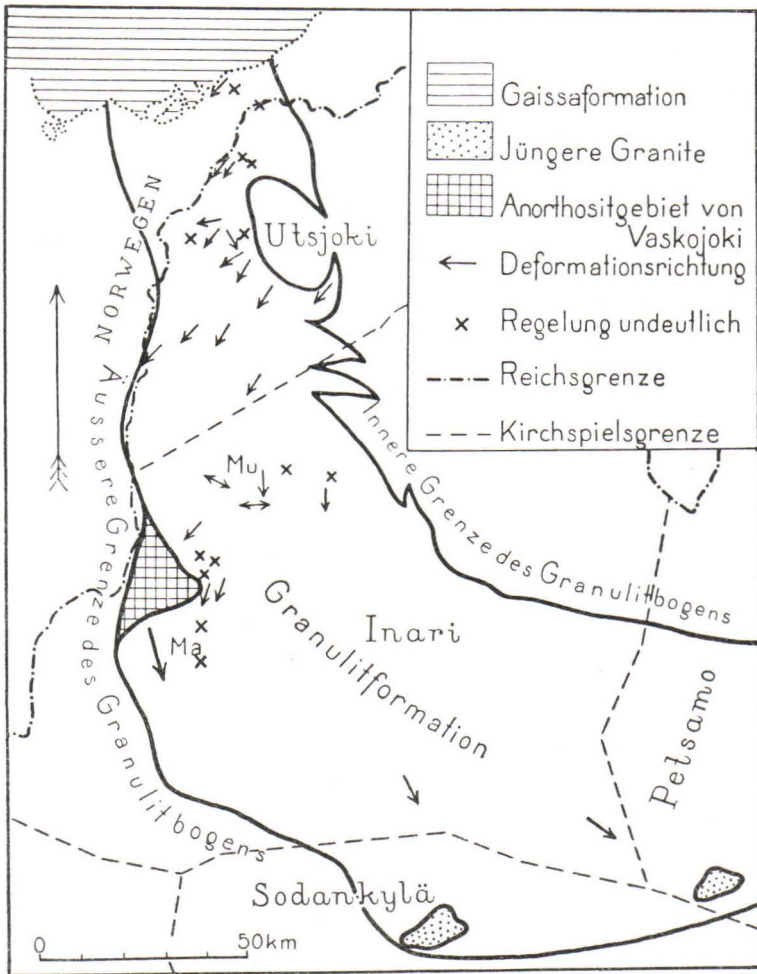 Gaissaformation
Jüngere Granite
Anorthositgebiet von
Vaskojoki
Deformationsrichtung
Regelung undeutlich
Reichsgrenze
Kirchspielsgrenze
NORWEGEN
Utsjoki
Äussere Grenze des Granulitbogens
Innere Grenze des Granulitbogens
Mu
Ma
Inari
Granulitformation
Petsamo
Sodankylä
0 50km